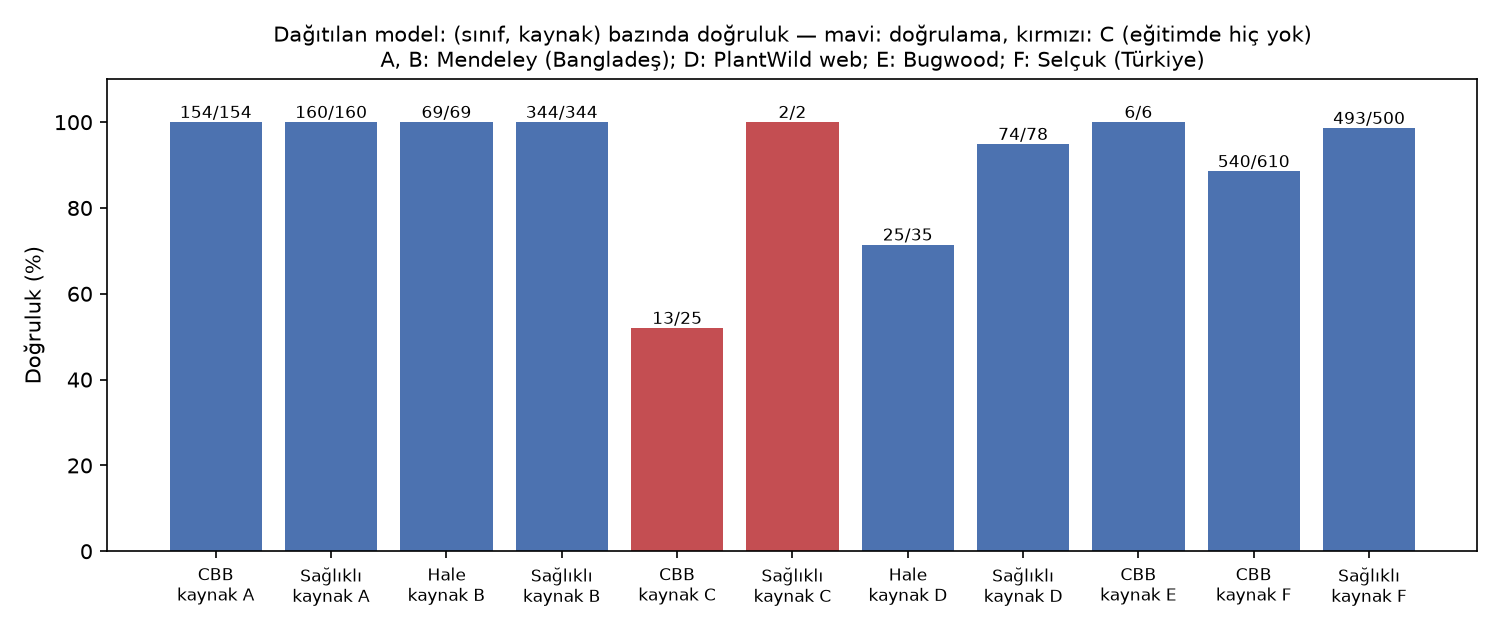 Dağıtılan model: (sınıf, kaynak) bazında doğruluk — mavi: doğrulama, kırmızı: C (eğitimde hiç yok)
A, B: Mendeley (Bangladeş); D: PlantWild web; E: Bugwood; F: Selçuk (Türkiye)
Doğruluk (%)
100
80
60
40
20
0
154/154
160/160
69/69
344/344
13/25
2/2
25/35
74/78
6/6
540/610
493/500
CBB
kaynak A
Sağlıklı
kaynak A
Hale
kaynak B
Sağlıklı
kaynak B
CBB
kaynak C
Sağlıklı
kaynak C
Hale
kaynak D
Sağlıklı
kaynak D
CBB
kaynak E
CBB
kaynak F
Sağlıklı
kaynak F